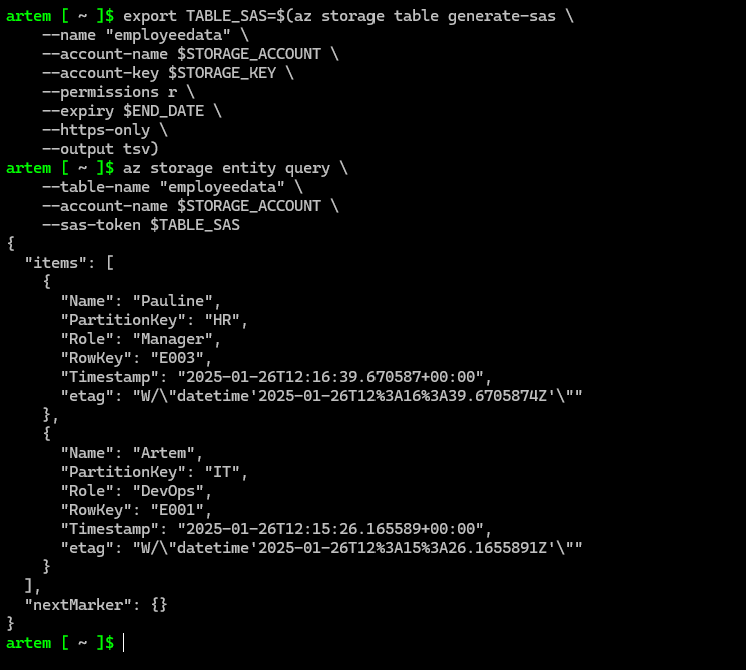 artem [ ~ ]$ export TABLE_SAS=$(az storage table generate-sas \
    --name "employeedata" \
    --account-name $STORAGE_ACCOUNT \
    --account-key $STORAGE_KEY \
    --permissions r \
    --expiry $END_DATE \
    --https-only \
    --output tsv)
artem [ ~ ]$ az storage entity query \
    --table-name "employeedata" \
    --account-name $STORAGE_ACCOUNT \
    --sas-token $TABLE_SAS
{
  "items": [
    {
      "Name": "Pauline",
      "PartitionKey": "HR",
      "Role": "Manager",
      "RowKey": "E003",
      "Timestamp": "2025-01-26T12:16:39.670587+00:00",
      "etag": "W/\"datetime'2025-01-26T12%3A16%3A39.6705874Z'\""
    },
    {
      "Name": "Artem",
      "PartitionKey": "IT",
      "Role": "DevOps",
      "RowKey": "E001",
      "Timestamp": "2025-01-26T12:15:26.165589+00:00",
      "etag": "W/\"datetime'2025-01-26T12%3A15%3A26.1655891Z'\""
    }
  ],
  "nextMarker": {}
}
artem [ ~ ]$